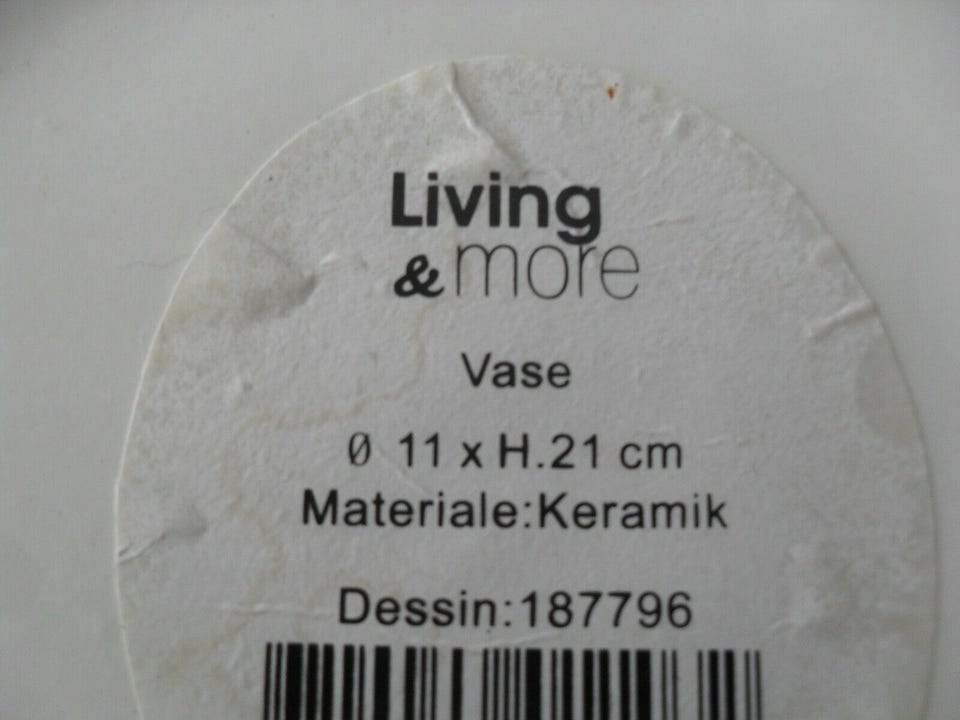 Living
&more
Vase
Ø 11 x H.21 cm
Materiale:Keramik
Dessin:187796